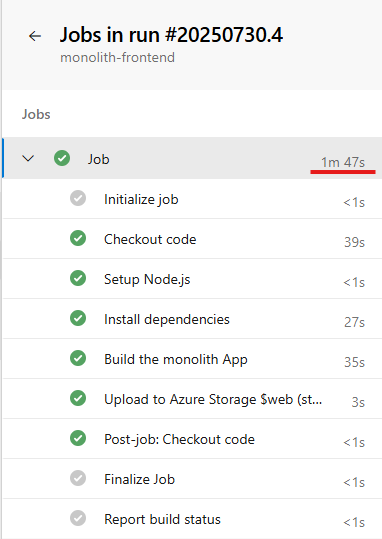 Jobs in run #20250730.4
monolith-frontend
Jobs
Job 1m 47s
Initialize job <1s
Checkout code 39s
Setup Node.js <1s
Install dependencies 27s
Build the monolith App 35s
Upload to Azure Storage $web (st... 3s
Post-job: Checkout code <1s
Finalize Job <1s
Report build status <1s